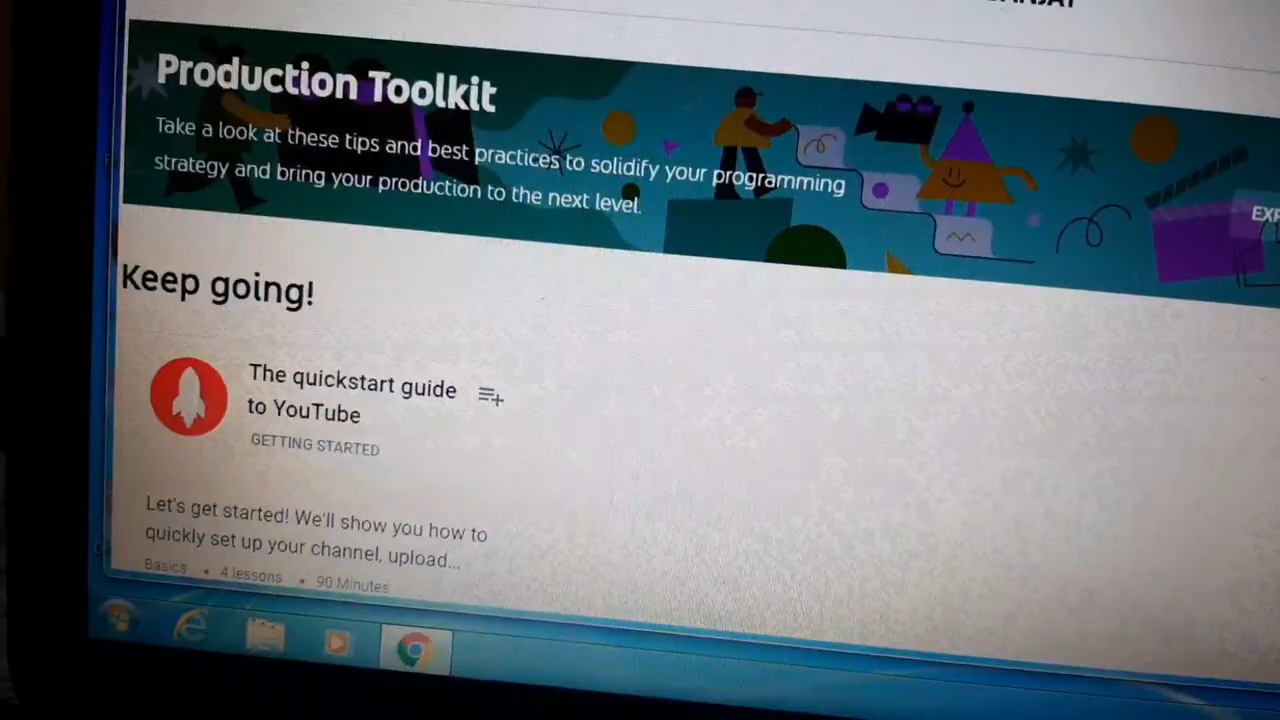 Production Toolkit
Take a look at these tips and best practices to solidify your programming
strategy and bring your production to the next level.
Keep going!
The quickstart guide
to YouTube
GETTING STARTED
Let's get started! We'll show you how to
quickly set up your channel, upload...
Basics • 4 lessons • 90 Minutes